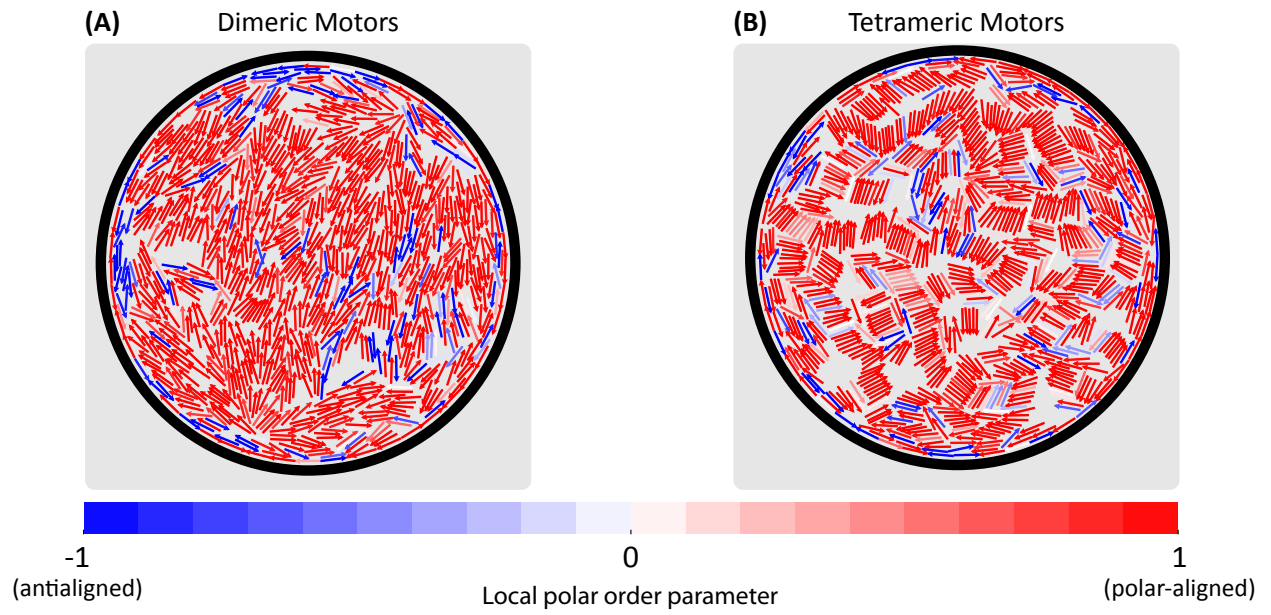 (A) Dimeric Motors
(B) Tetrameric Motors
-1 0 1
(antialigned) (polar-aligned)
Local polar order parameter